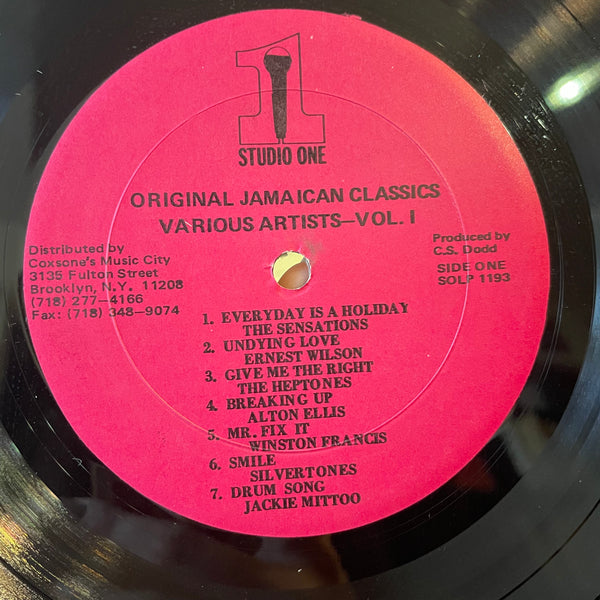 1
STUDIO ONE
ORIGINAL JAMAICAN CLASSICS
VARIOUS ARTISTS—VOL. I
Distributed by
Coxsone's Music City
3135 Fulton Street
Brooklyn, N.Y. 11208
(718) 277—4166
Fax: (718) 348—9074
Produced by
C.S. Dodd
SIDE ONE
SOLP 1193
1. EVERYDAY IS A HOLIDAY
THE SENSATIONS
2. UNDYING LOVE
ERNEST WILSON
3. GIVE ME THE RIGHT
THE HEPTONES
4. BREAKING UP
ALTON ELLIS
5. MR. FIX IT
WINSTON FRANCIS
6. SMILE
SILVERTONES
7. DRUM SONG
JACKIE MITTOO